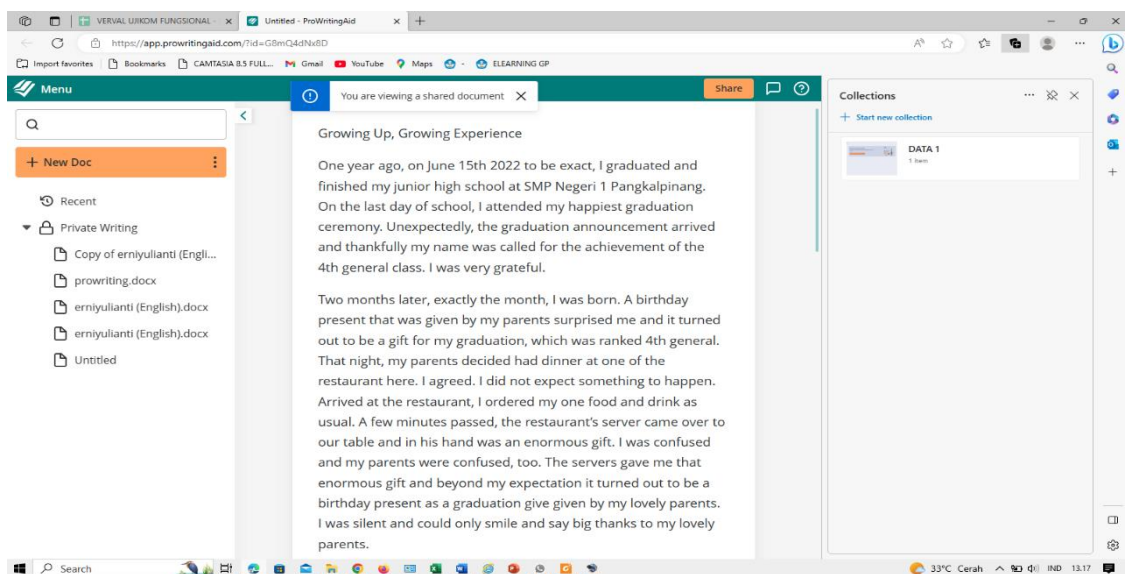 VERVAL UJIKOM FUNGSIONAL -
Untitled - ProWritingAid
https://app.prowritingaid.com/?id=G8mQ4dNx8D
Import favorites
Bookmarks
CAMTASIA 8.5 FULL...
Gmail
YouTube
Maps
-
ELEARNING GP
Menu
You are viewing a shared document
Share
Collections
Start new collection
DATA 1
1 item
New Doc
Recent
Private Writing
Copy of erniyulianti (Engli...
prowriting.docx
erniyulianti (English).docx
erniyulianti (English).docx
Untitled
Growing Up, Growing Experience
One year ago, on June 15th 2022 to be exact, I graduated and
finished my junior high school at SMP Negeri 1 Pangkalpinang.
On the last day of school, I attended my happiest graduation
ceremony. Unexpectedly, the graduation announcement arrived
and thankfully my name was called for the achievement of the
4th general class. I was very grateful.
Two months later, exactly the month, I was born. A birthday
present that was given by my parents surprised me and it turned
out to be a gift for my graduation, which was ranked 4th general.
That night, my parents decided had dinner at one of the
restaurant here. I agreed. I did not expect something to happen.
Arrived at the restaurant, I ordered my one food and drink as
usual. A few minutes passed, the restaurant's server came over to
our table and in his hand was an enormous gift. I was confused
and my parents were confused, too. The servers gave me that
enormous gift and beyond my expectation it turned out to be a
birthday present as a graduation give given by my lovely parents.
I was silent and could only smile and say big thanks to my lovely
parents.
Search
33°C Cerah
IND
13.17